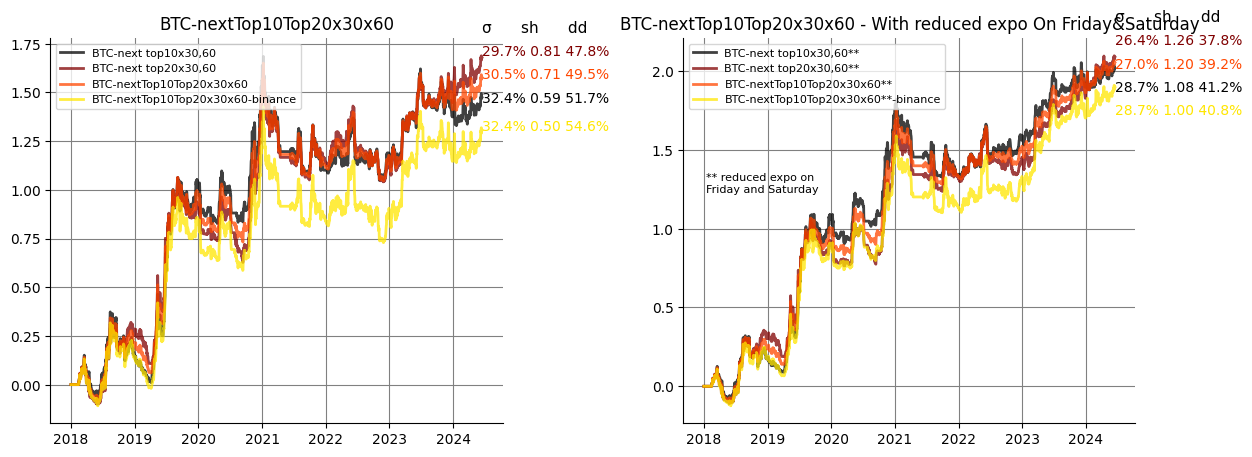 BTC-nextTop10Top20x30x60
σ sh dd
BTC-next top10x30,60
BTC-next top20x30,60
BTC-nextTop10Top20x30x60
BTC-nextTop10Top20x30x60-binance
29.7% 0.81 47.8%
30.5% 0.71 49.5%
32.4% 0.59 51.7%
32.4% 0.50 54.6%
1.75
1.50
1.25
1.00
0.75
0.50
0.25
0.00
2018 2019 2020 2021 2022 2023 2024
BTC-nextTop10Top20x30x60 - With reduced expo On Friday&Saturday
σ sh dd
BTC-next top10x30,60**
BTC-next top20x30,60**
BTC-nextTop10Top20x30x60**
BTC-nextTop10Top20x30x60**-binance
26.4% 1.26 37.8%
27.0% 1.20 39.2%
28.7% 1.08 41.2%
28.7% 1.00 40.8%
** reduced expo on
Friday and Saturday
2.0
1.5
1.0
0.5
0.0
2018 2019 2020 2021 2022 2023 2024